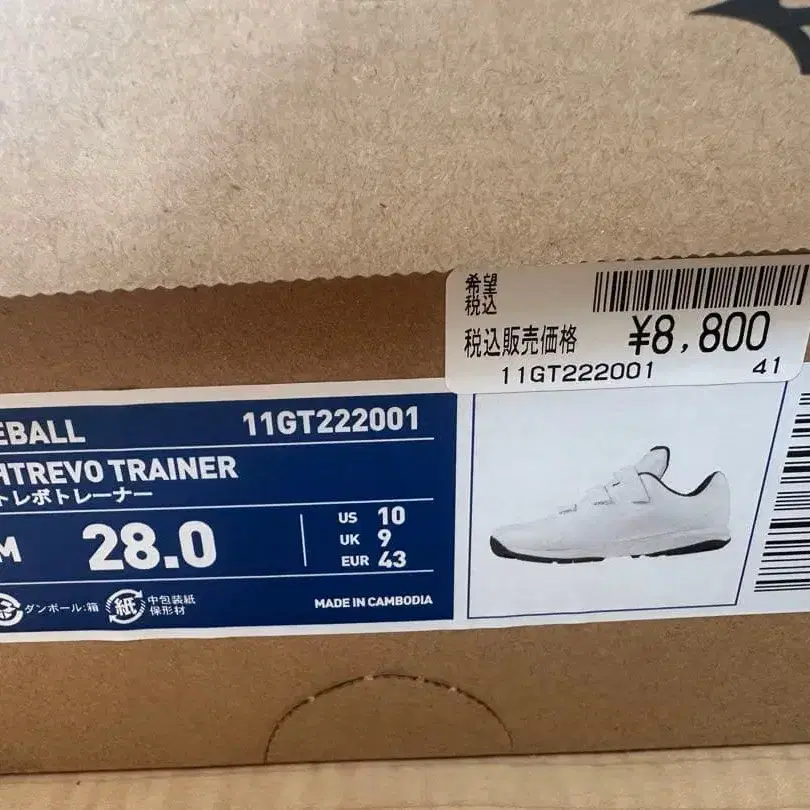 希望
税込
税込販売価格 ¥8,800
11GT222001 41
EBALL 11GT222001
TREVO TRAINER
トレボトレーナー
M 28.0
US 10
UK 9
EUR 43
ダンボール:箱
紙
中包装紙
保形材
MADE IN CAMBODIA